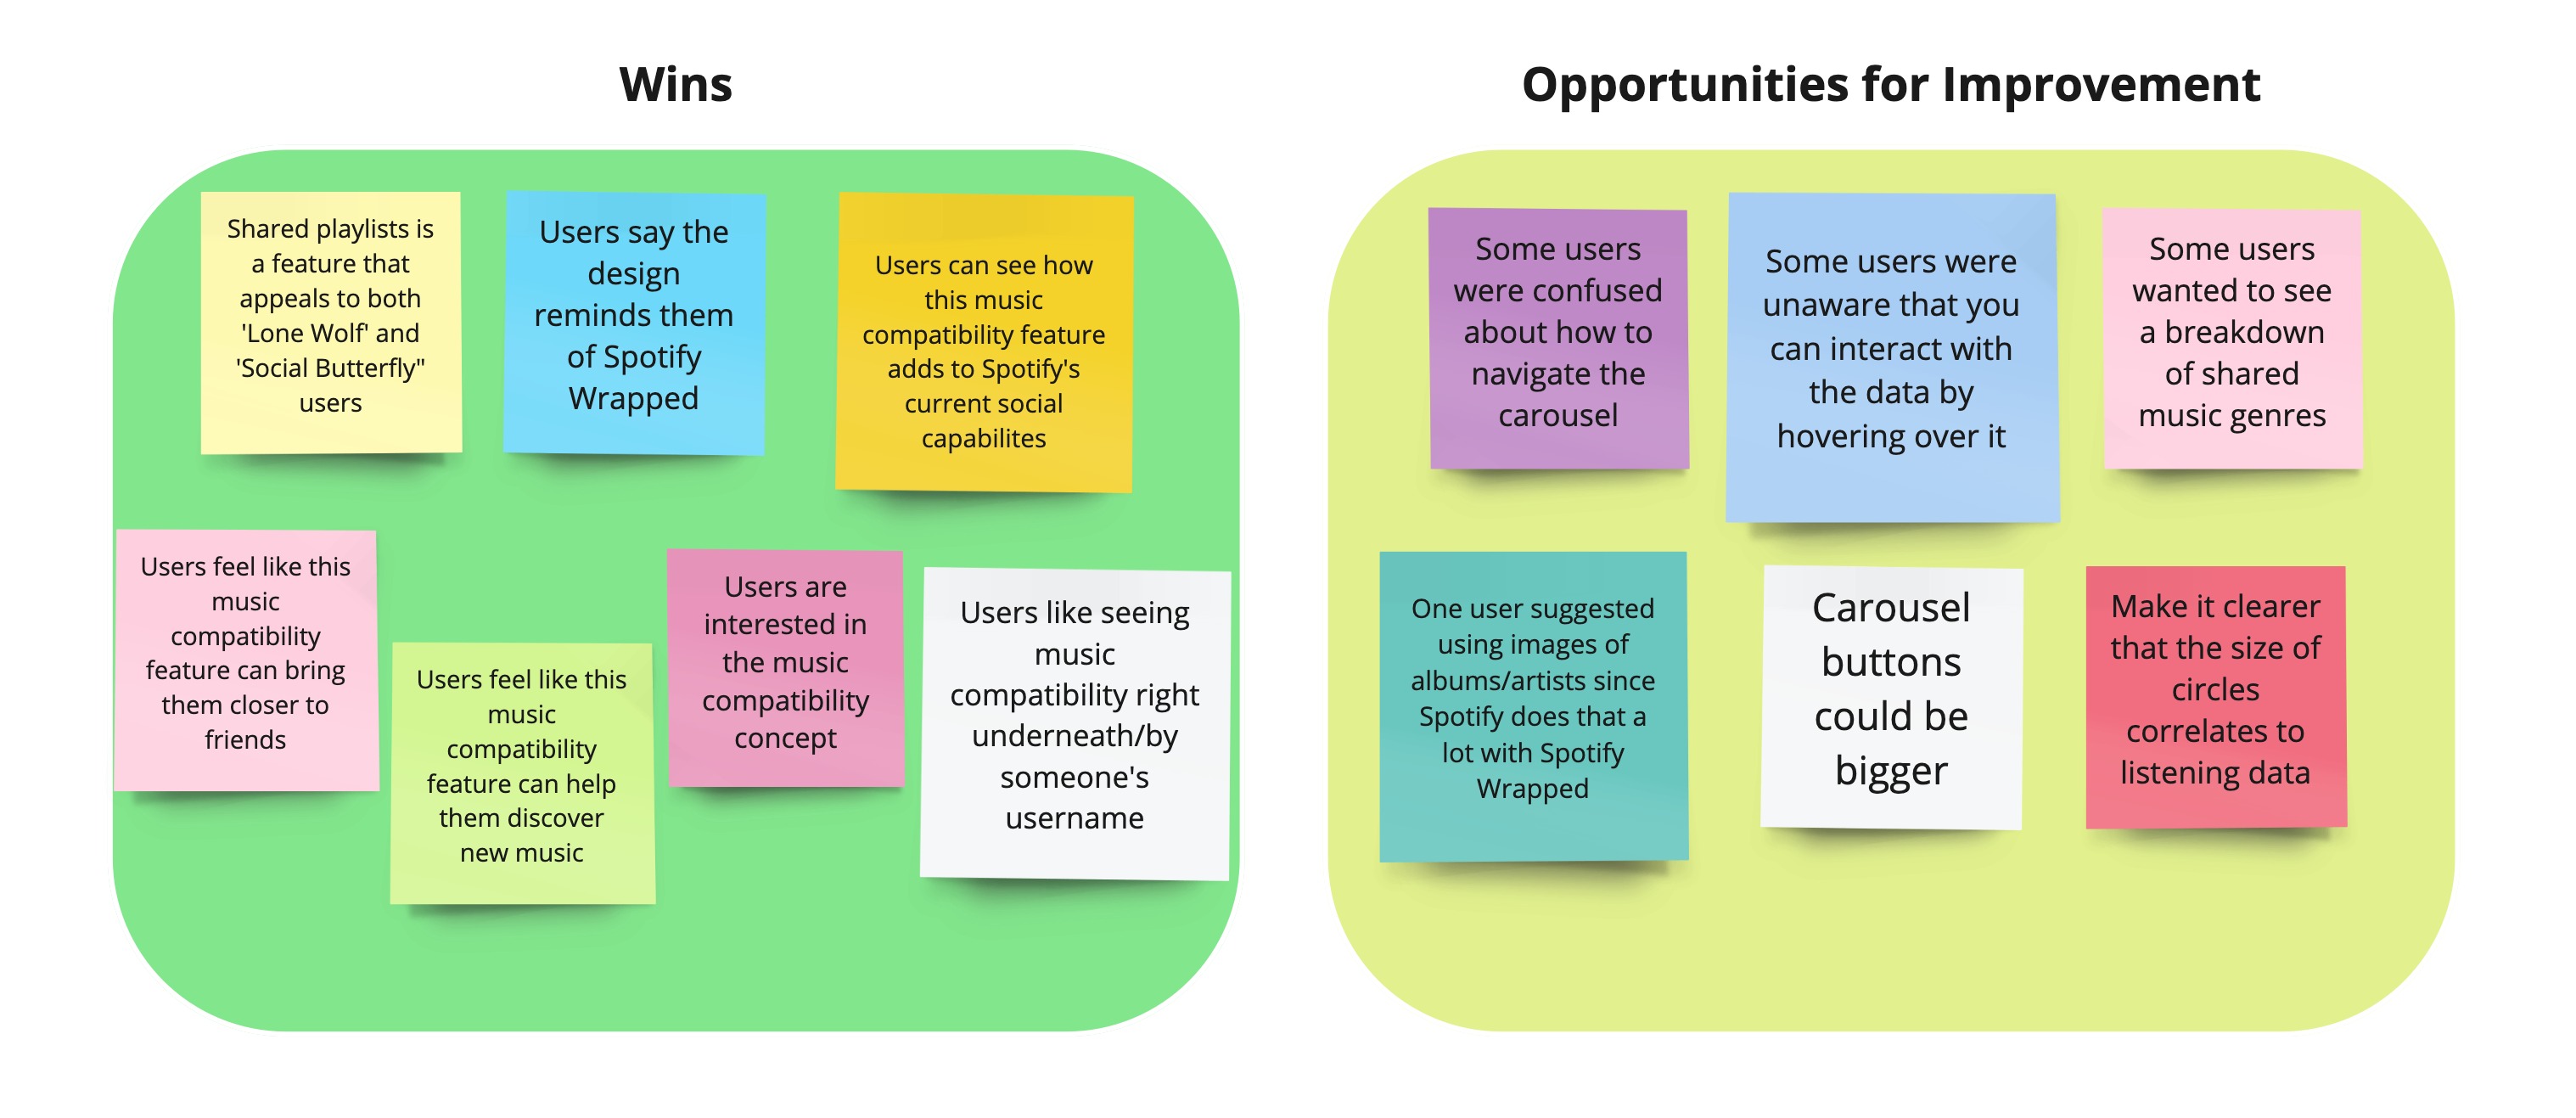 Wins
Shared playlists is
a feature that
appeals to both
'Lone Wolf' and
'Social Butterfly"
users
Users say the
design
reminds them
of Spotify
Wrapped
Users can see how
this music
compatibility feature
adds to Spotify's
current social
capabilites
Users feel like this
music
compatibility
feature can bring
them closer to
friends
Users feel like this
music
compatibility
feature can help
them discover
new music
Users are
interested in
the music
compatibility
concept
Users like seeing
music
compatibility right
underneath/by
someone's
username
Opportunities for Improvement
Some users
were confused
about how to
navigate the
carousel
Some users were
unaware that you
can interact with
the data by
hovering over it
Some users
wanted to see
a breakdown
of shared
music genres
One user suggested
using images of
albums/artists since
Spotify does that a
lot with Spotify
Wrapped
Carousel
buttons
could be
bigger
Make it clearer
that the size of
circles
correlates to
listening data